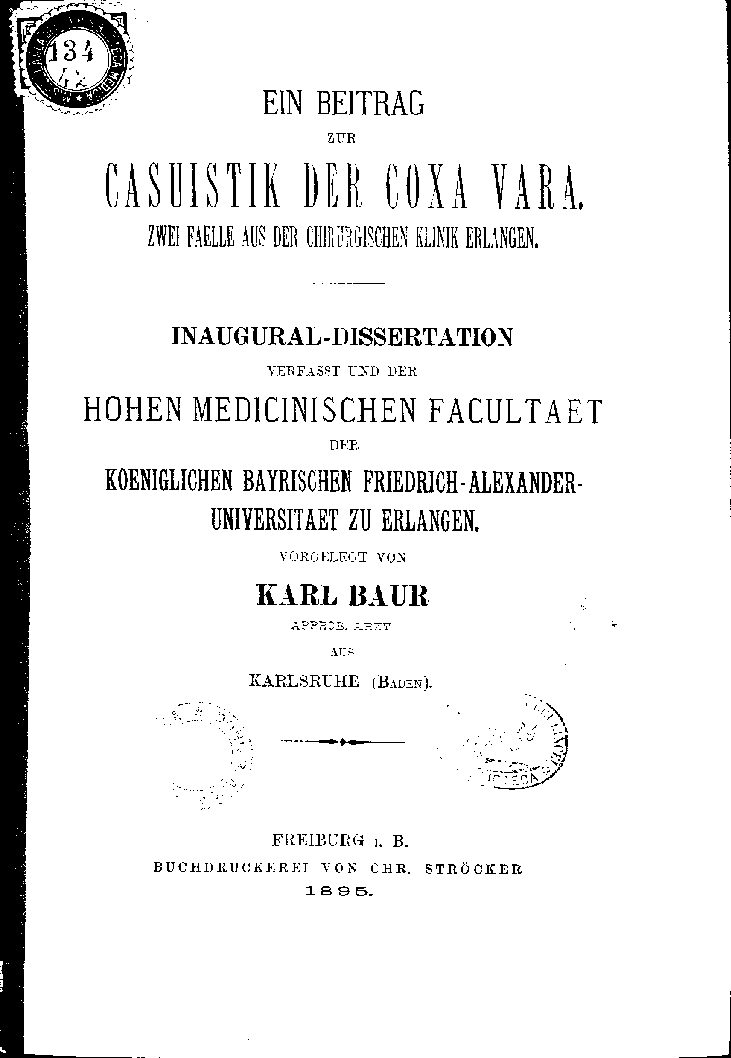 134
EIN BEITRAG
ZUR
CASUISTIK DER COXA VARA.
ZWEI FAELLE AUS DER CHIRURGISCHEN KLINIK ERLANGEN.
INAUGURAL-DISSERTATION
VERFASST UND DER
HOHEN MEDICINISCHEN FACULTAET
DER
KOENIGLICHEN BAYRISCHEN FRIEDRICH-ALEXANDER-
UNIVERSITAET ZU ERLANGEN.
VORGELEGT VON
KARL BAUR
APPROB. ARZT
AUS
KARLSRUHE (BADEN).
FREIBURG I. B.
BUCHDRUCKEREI VON CHR. STRÖCKER
1895.